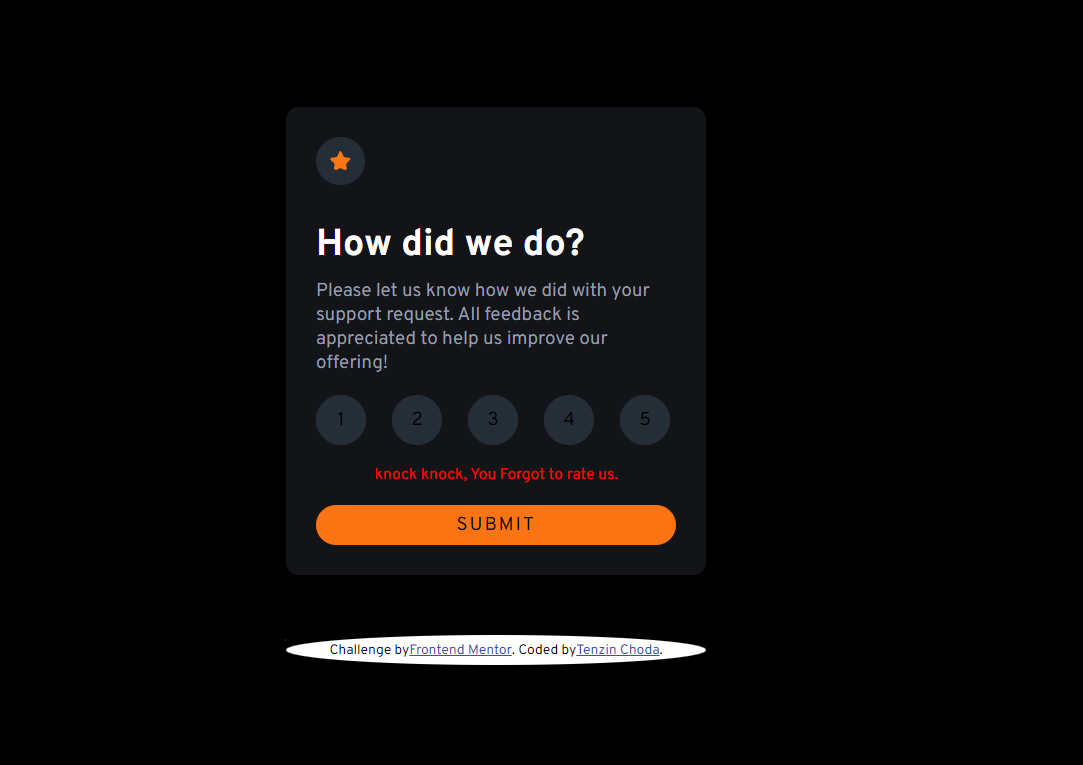 How did we do?
Please let us know how we did with your
support request. All feedback is
appreciated to help us improve our
offering!
1 2 3 4 5
knock knock, You Forgot to rate us.
SUBMIT
Challenge byFrontend Mentor. Coded byTenzin Choda.